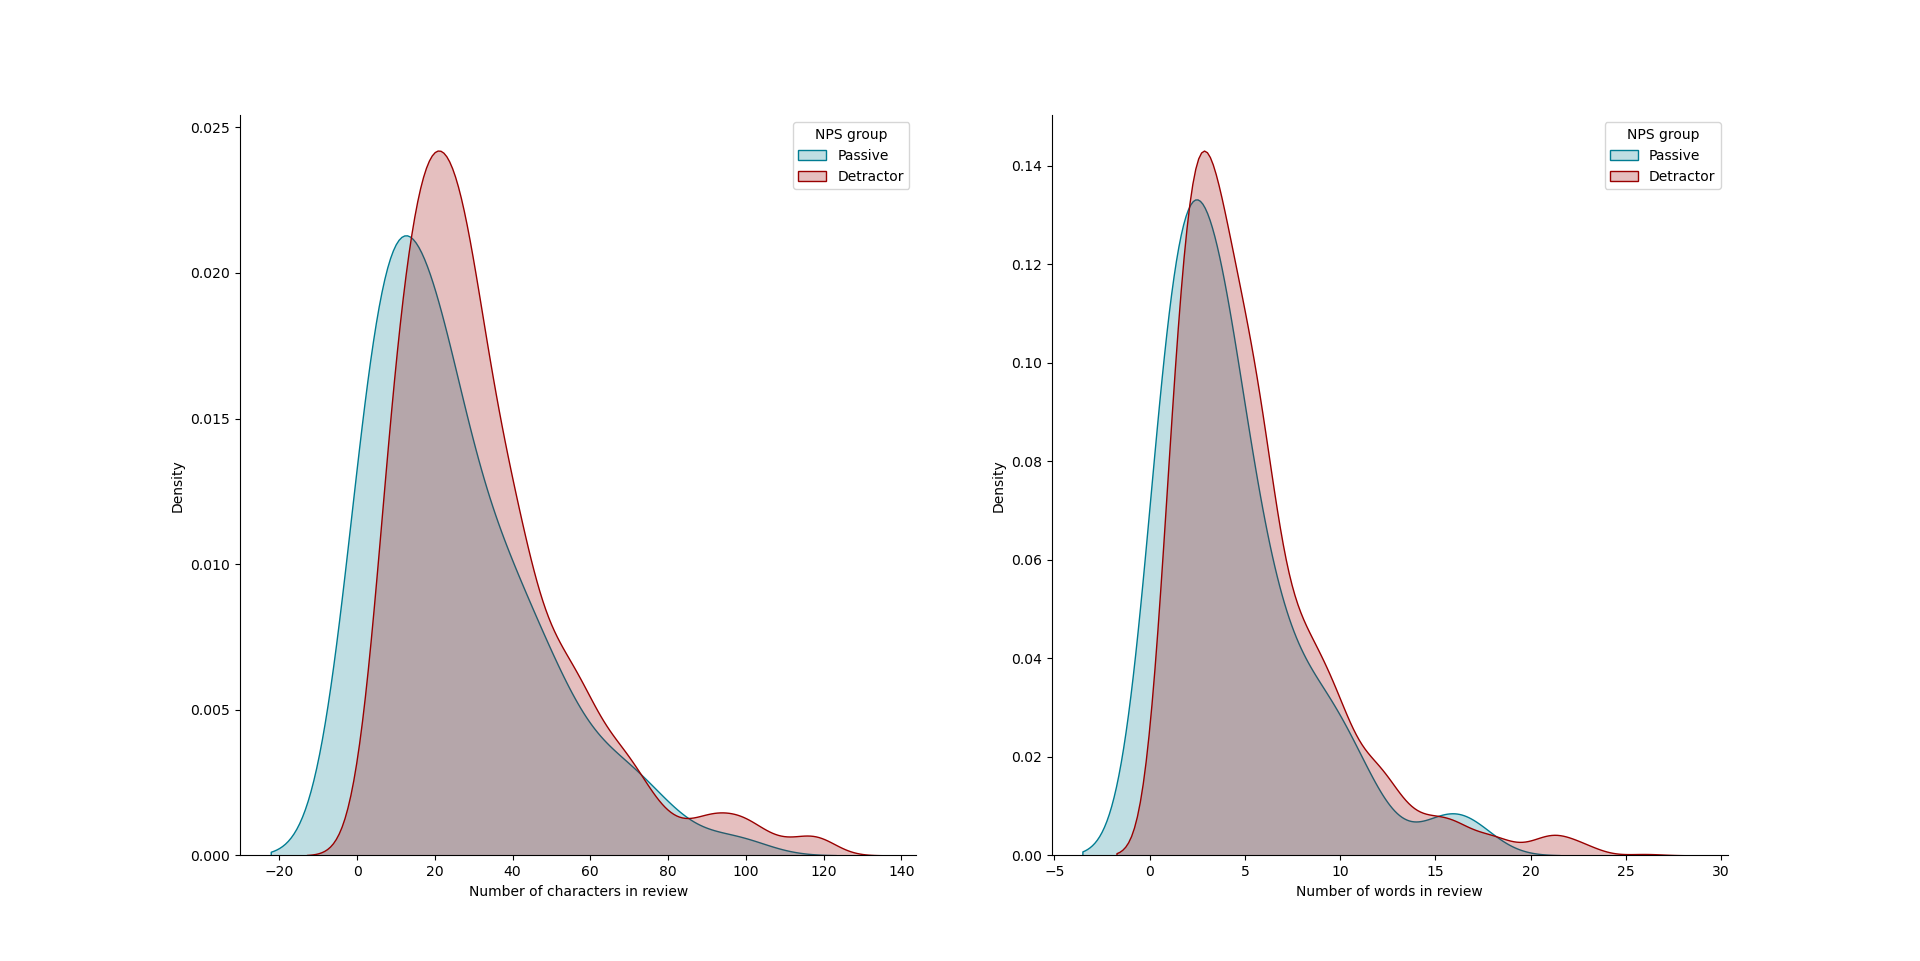 NPS group
Passive
Detractor
0.025
0.020
0.015
0.010
0.005
0.000
Density
−20 0 20 40 60 80 100 120 140
Number of characters in review
NPS group
Passive
Detractor
0.14
0.12
0.10
0.08
0.06
0.04
0.02
0.00
Density
−5 0 5 10 15 20 25 30
Number of words in review